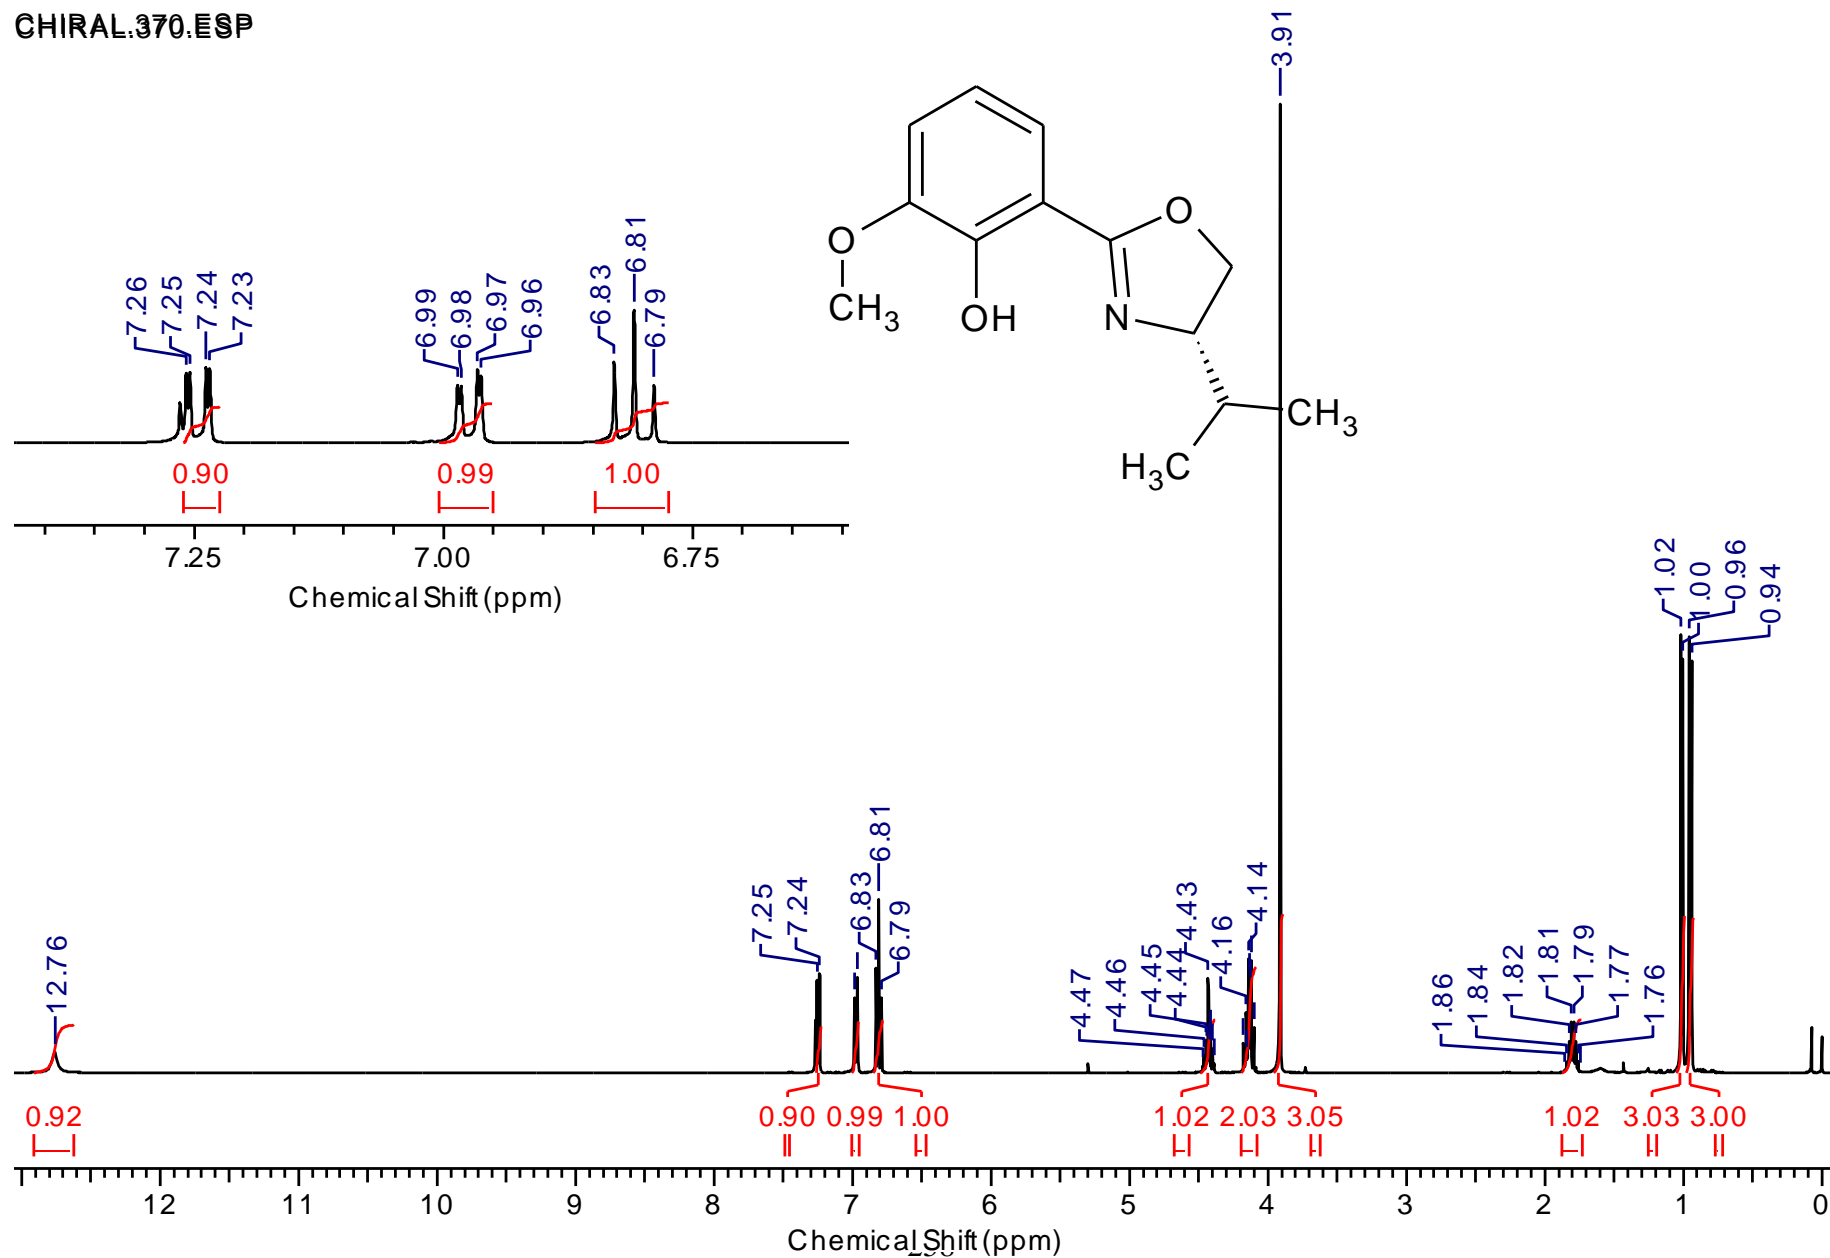 CHIRAL.370.ESP
3.91
7.26 7.25 7.24 7.23 6.99 6.98 6.97 6.96 6.83 6.81 6.79
O
O
CH3
OH
N
CH3
H3C
0.90 0.99 1.00
7.25 7.00 6.75
Chemical Shift (ppm)
12.76 7.25 7.24 6.83 6.81 6.79 4.47 4.46 4.45 4.44 4.43 4.16 4.14 1.86 1.84 1.82 1.81 1.79 1.77 1.76 1.02 1.00 0.96 0.94
0.92 0.90 0.99 1.00 1.02 2.03 3.05 1.02 3.03 3.00
12 11 10 9 8 7 6 5 4 3 2 1 0
Chemical Shift (ppm)